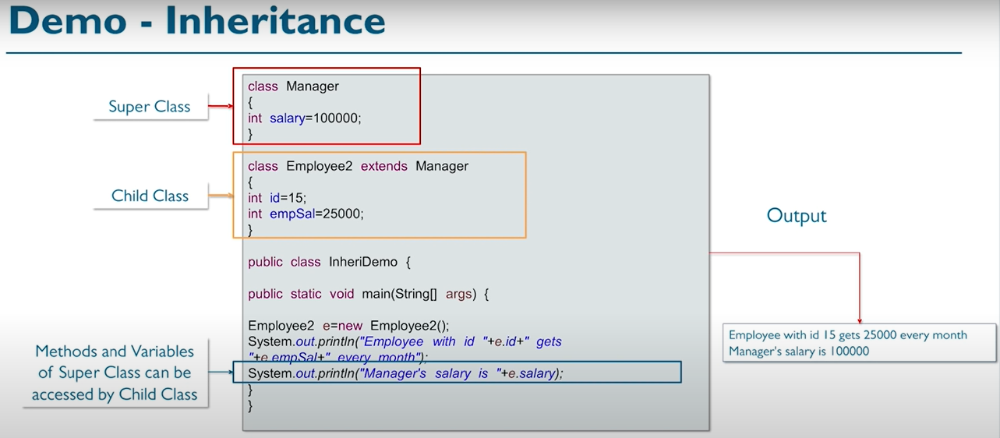 Demo - Inheritance
Super Class
class Manager
{
int salary=100000;
}
Child Class
class Employee2 extends Manager
{
int id=15;
int empSal=25000;
}
public class InheriDemo {
public static void main(String[] args) {
Employee2 e=new Employee2();
System.out.println("Employee with id "+e.id+" gets
"+e.empSal+" every month");
System.out.println("Manager's salary is "+e.salary);
}
}
Methods and Variables
of Super Class can be
accessed by Child Class
Output
Employee with id 15 gets 25000 every month
Manager's salary is 100000